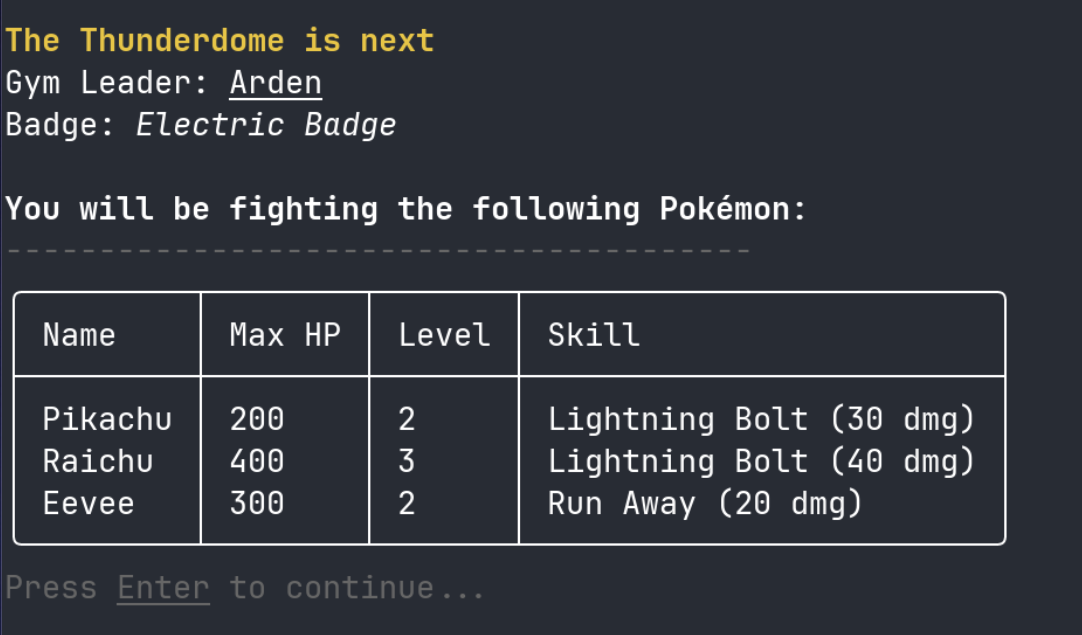 The Thunderdome is next
Gym Leader: Arden
Badge: Electric Badge
You will be fighting the following Pokémon:
----------------------------------------
Name Max HP Level Skill
Pikachu 200 2 Lightning Bolt (30 dmg)
Raichu 400 3 Lightning Bolt (40 dmg)
Eevee 300 2 Run Away (20 dmg)
Press Enter to continue...